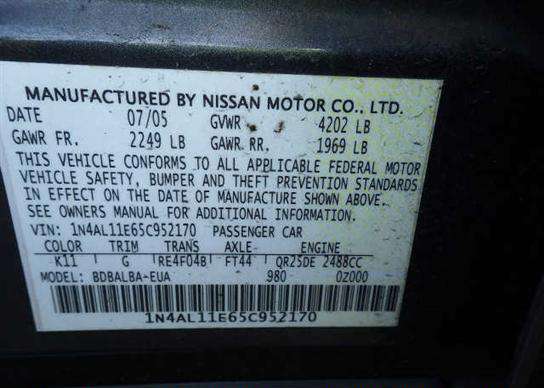 MANUFACTURED BY NISSAN MOTOR CO., LTD.
DATE 07/05 GVWR 4202 LB
GAWR FR. 2249 LB GAWR RR. 1969 LB
THIS VEHICLE CONFORMS TO ALL APPLICABLE FEDERAL MOTOR
VEHICLE SAFETY, BUMPER AND THEFT PREVENTION STANDARDS
IN EFFECT ON THE DATE OF MANUFACTURE SHOWN ABOVE.
SEE OWNERS MANUAL FOR ADDITIONAL INFORMATION.
VIN: 1N4AL11E65C952170 PASSENGER CAR
COLOR TRIM TRANS AXLE ENGINE
K11 G RE4F04B FT44 QR25DE 2488CC
MODEL: BDBALBA-EUA 980 0Z000
1N4AL11E65C952170